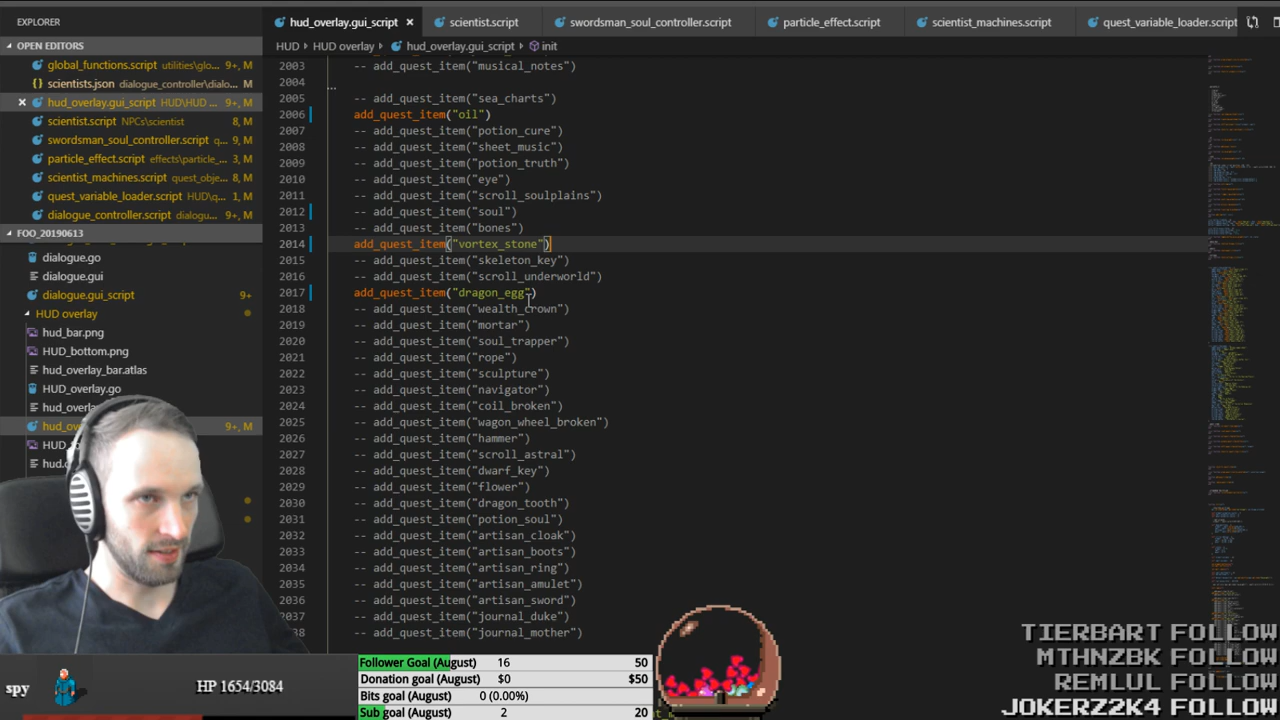 EXPLORER
OPEN EDITORS
global_functions.script utilities\glo... 9+, M
scientists.json dialogue_controller\dialo... M
hud_overlay.gui_script HUD\HUD ... 9+, M
scientist.script NPCs\scientist 8, M
swordsman_soul_controller.script q... 9, M
particle_effect.script effects\particle_... 3, M
scientist_machines.script quest_obje... 8, M
quest_variable_loader.script HUD\q... 9+, M
dialogue_controller.script dialogu... 9+, M
FOO_20190613
dialogue.go
dialogue.gui
dialogue.gui_script 9+
HUD overlay
hud_bar.png
HUD_bottom.png
hud_overlay_bar.atlas
HUD_overlay.go
9+, M
hud_overlay.gui_script
scientist.script
swordsman_soul_controller.script
particle_effect.script
scientist_machines.script
quest_variable_loader.script
HUD HUD overlay hud_overlay.gui_script init
2003 -- add_quest_item("musical_notes")
2004
2005 -- add_quest_item("sea_charts")
2006 add_quest_item("oil")
2007 -- add_quest_item("potion_cure")
2008 -- add_quest_item("sheet_music")
2009 -- add_quest_item("potion_truth")
2010 -- add_quest_item("eye")
2011 -- add_quest_item("scroll_mountains")
2012 -- add_quest_item("soul")
2013 -- add_quest_item("bones")
2014 add_quest_item("vortex_stone")
2015 -- add_quest_item("skeleton_key")
2016 -- add_quest_item("scroll_underworld")
2017 add_quest_item("dragon_egg")
2018 -- add_quest_item("wealth_crown")
2019 -- add_quest_item("mortar")
2020 -- add_quest_item("soul_trapper")
2021 -- add_quest_item("rope")
2022 -- add_quest_item("sculpture")
2023 -- add_quest_item("navigator")
2024 -- add_quest_item("coil_broken")
2025 -- add_quest_item("wagon_wheel_broken")
2026 -- add_quest_item("hammer")
2027 -- add_quest_item("scroll_soul")
2028 -- add_quest_item("dwarf_key")
2029 -- add_quest_item("flower")
2030 -- add_quest_item("dragon_tooth")
2031 -- add_quest_item("potion_soul")
2032 -- add_quest_item("artisan_cloak")
2033 -- add_quest_item("artisan_boots")
2034 -- add_quest_item("artisan_ring")
2035 -- add_quest_item("artisan_amulet")
2036 -- add_quest_item("artisan_sword")
2037 -- add_quest_item("journal_duke")
-- add_quest_item("journal_mother")
spy
HP 1654/3084
Follower Goal (August) 16 50
Donation goal (August) $0 $50
Bits goal (August) 0 (0.00%)
Sub goal (August) 2 20
TIERBART FOLLOW
MTHNZBK FOLLOW
REMLUL FOLLOW
JOKERZ2K4 FOLLOW